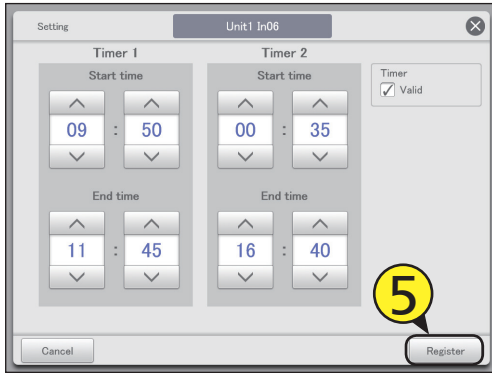 Setting
Unit1 In06
Timer 1
Timer 2
Start time
Start time
Timer
Valid
09 : 50
00 : 35
End time
End time
11 : 45
16 : 40
5
Cancel
Register